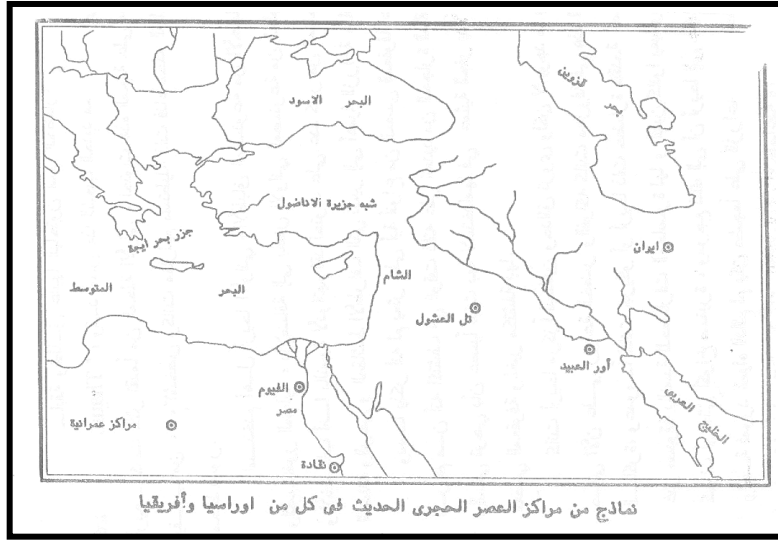 بحر قزوين
البحر الاسود
شبه جزيرة الاناضول
جزر بحر ايجة
ايران
الشام
البحر
المتوسط
تل العشول
أور العبيد
الفيوم
مصر
الخليج العربى
مراكز عمرانية
نقادة
نماذج من مراكز العصر الحجرى الحديث فى كل من اوراسيا وأفريقيا